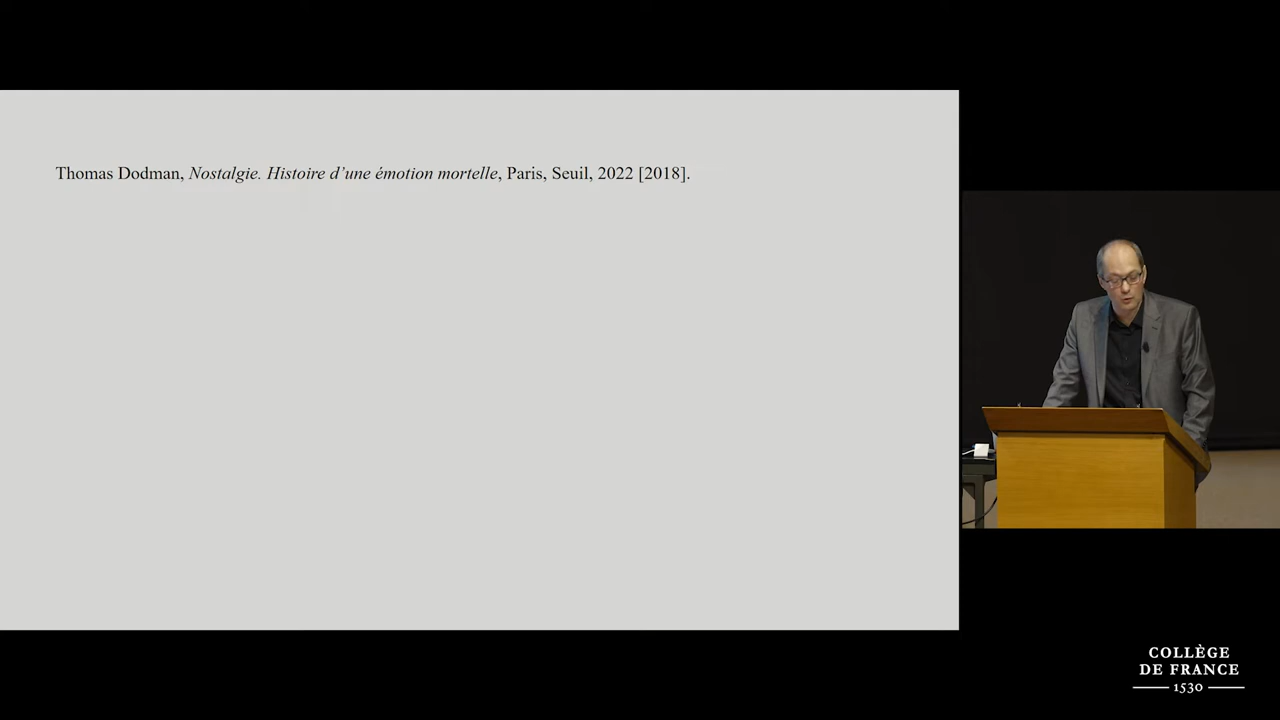 Thomas Dodman, Nostalgie. Histoire d’une émotion mortelle, Paris, Seuil, 2022 [2018].
COLLÈGE
DE FRANCE
1530